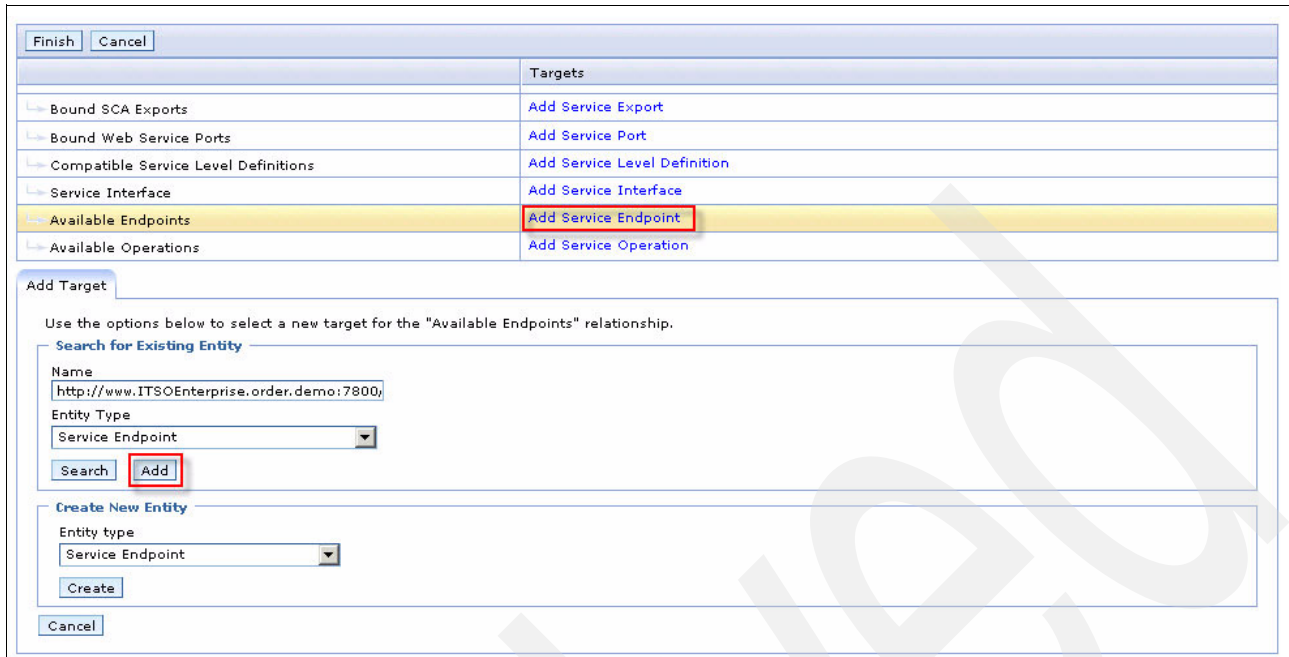 Finish Cancel
Targets
Bound SCA Exports Add Service Export
Bound Web Service Ports Add Service Port
Compatible Service Level Definitions Add Service Level Definition
Service Interface Add Service Interface
Available Endpoints Add Service Endpoint
Available Operations Add Service Operation
Add Target
Use the options below to select a new target for the "Available Endpoints" relationship.
Search for Existing Entity
Name
http://www.ITSOEnterprise.order.demo:7800/
Entity Type
Service Endpoint
Search Add
Create New Entity
Entity type
Service Endpoint
Create
Cancel